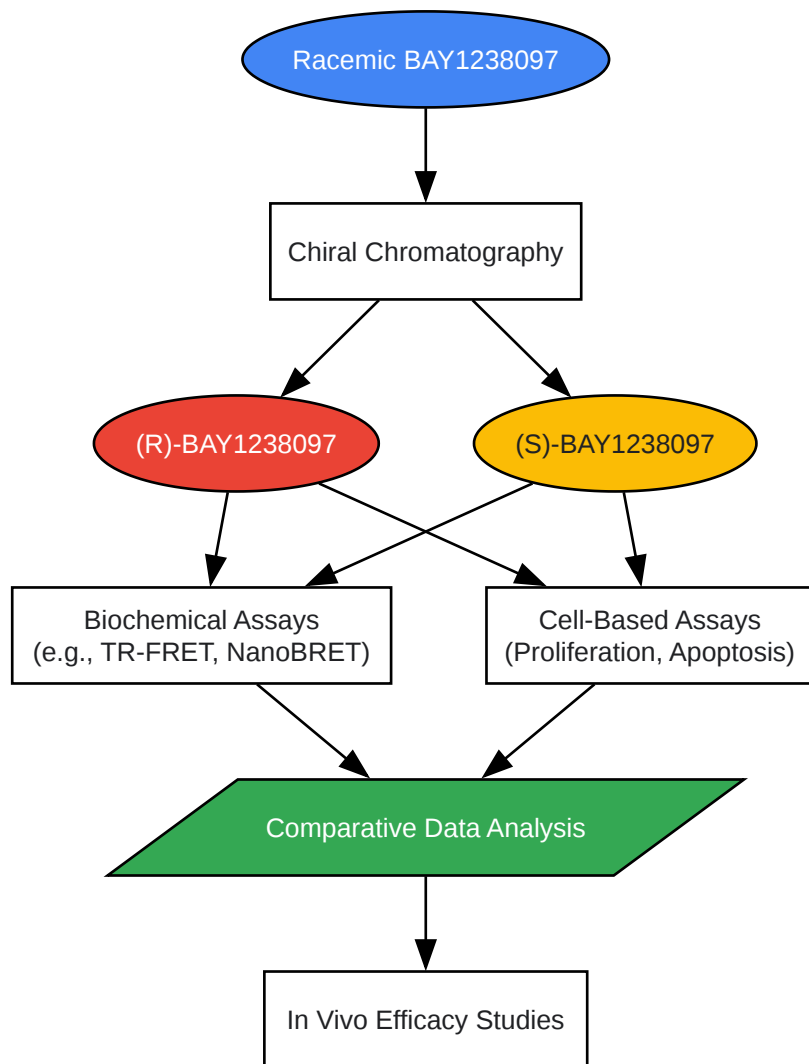 Racemic BAY1238097
Chiral Chromatography
(R)-BAY1238097
(S)-BAY1238097
Biochemical Assays
(e.g., TR-FRET, NanoBRET)
Cell-Based Assays
(Proliferation, Apoptosis)
Comparative Data Analysis
In Vivo Efficacy Studies